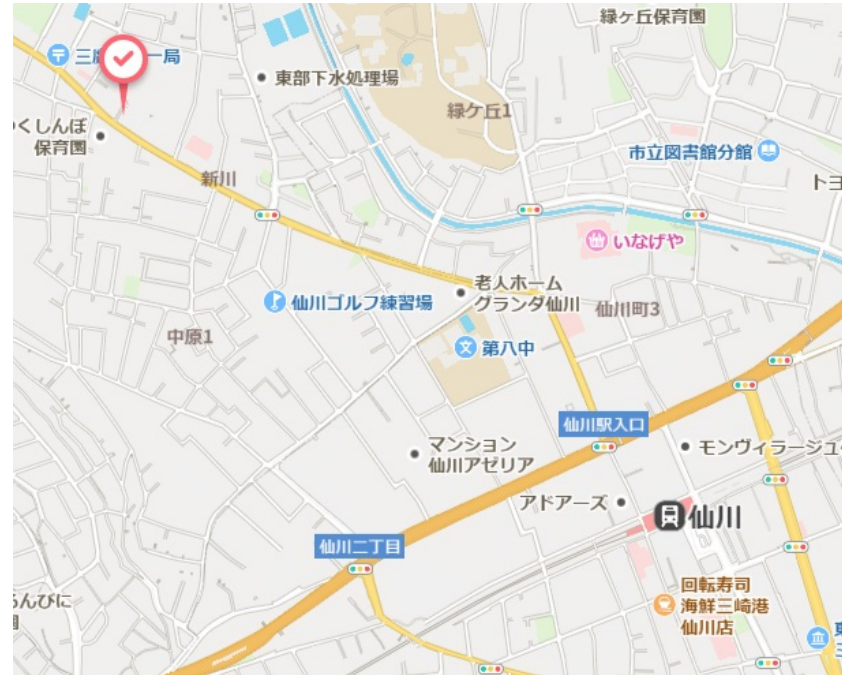 緑ヶ丘保育園
東部下水処理場
緑ケ丘1
くしんぼ
保育園
市立図書館分館
新川
いなげや
老人ホーム
グランダ仙川
仙川ゴルフ練習場
仙川町3
中原1
第八中
仙川駅入口
マンション
仙川アゼリア
モンヴィラージュ
アドアーズ
仙川
仙川二丁目
回転寿司
海鮮三崎港
仙川店